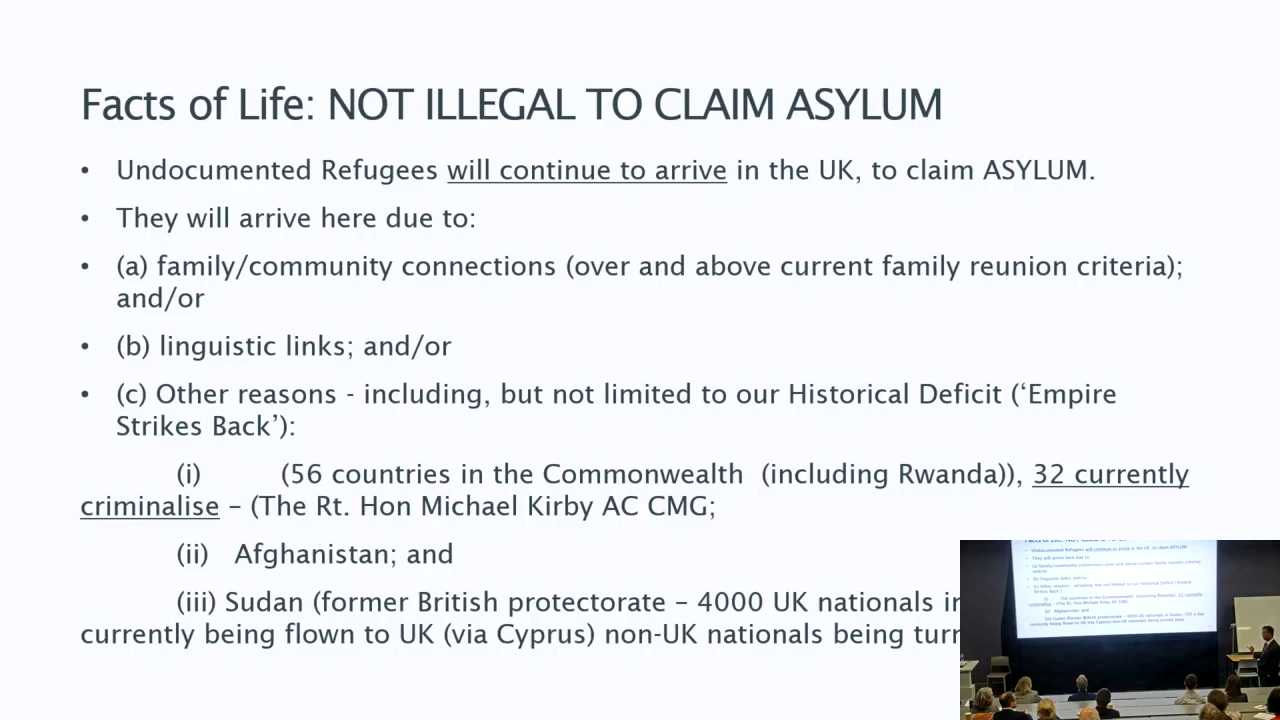 Facts of Life: NOT ILLEGAL TO CLAIM ASYLUM
• Undocumented Refugees will continue to arrive in the UK, to claim ASYLUM.
• They will arrive here due to:
• (a) family/community connections (over and above current family reunion criteria);
and/or
• (b) linguistic links; and/or
• (c) Other reasons - including, but not limited to our Historical Deficit (‘Empire
Strikes Back’):
(i) (56 countries in the Commonwealth (including Rwanda)), 32 currently
criminalise – (The Rt. Hon Michael Kirby AC CMG;
(ii) Afghanistan; and
(iii) Sudan (former British protectorate – 4000 UK nationals in
currently being flown to UK (via Cyprus) non-UK nationals being turn